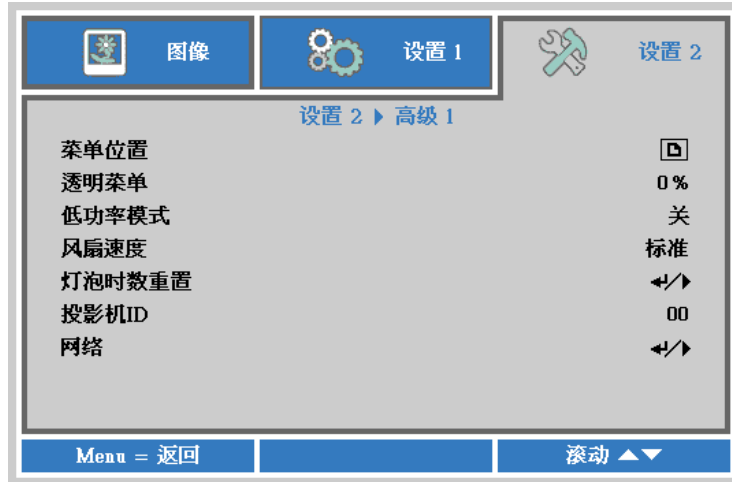 图像 设置 1 设置 2
设置 2 ▶ 高级 1
菜单位置
透明菜单 0 %
低功率模式 关
风扇速度 标准
灯泡时数重置 ↲/▶
投影机ID 00
网络 ↲/▶
Menu = 返回 滚动 ▲▼